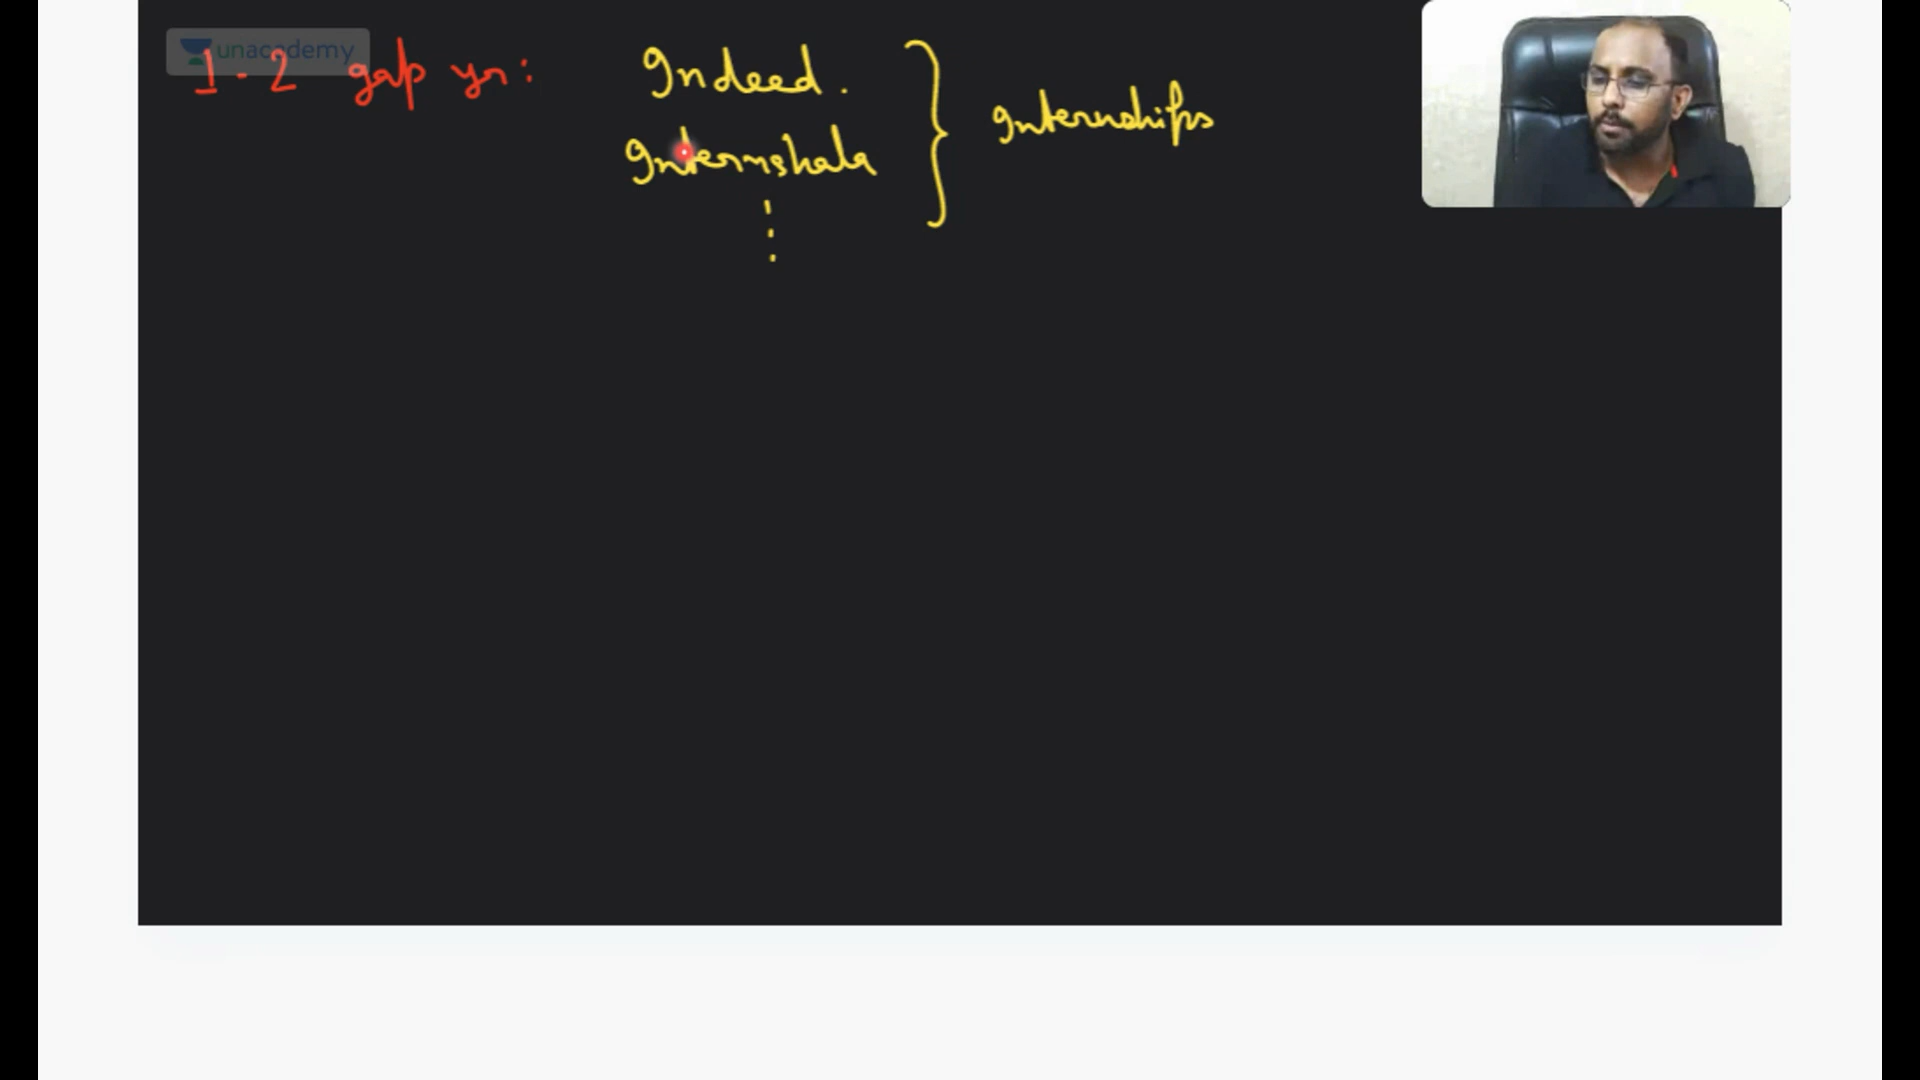 unacademy
1 - 2 gap yr:
Indeed.
Internshala
Internships